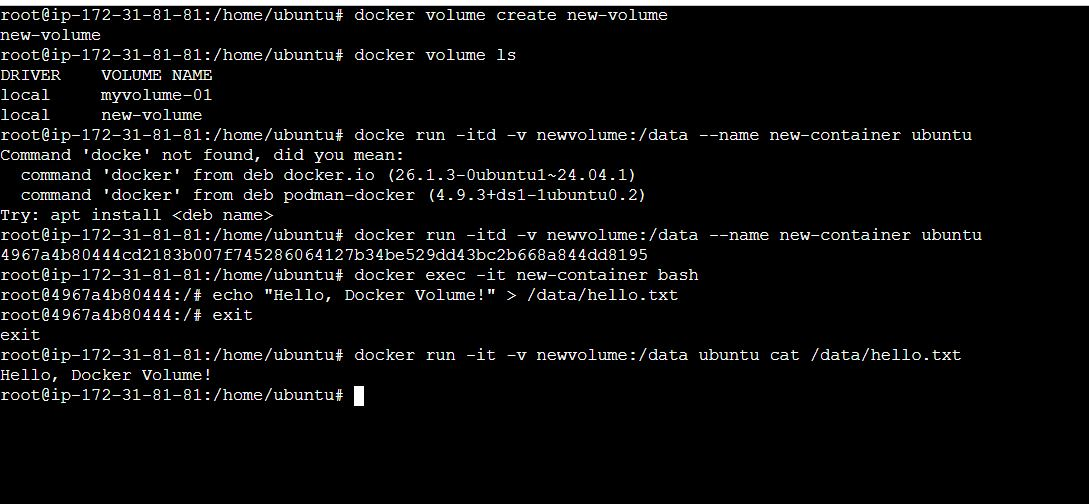 root@ip-172-31-81-81:/home/ubuntu# docker volume create new-volume
new-volume
root@ip-172-31-81-81:/home/ubuntu# docker volume ls
DRIVER    VOLUME NAME
local     myvolume-01
local     new-volume
root@ip-172-31-81-81:/home/ubuntu# docke run -itd -v newvolume:/data --name new-container ubuntu
Command 'docke' not found, did you mean:
  command 'docker' from deb docker.io (26.1.3-0ubuntu1~24.04.1)
  command 'docker' from deb podman-docker (4.9.3+ds1-1ubuntu0.2)
Try: apt install <deb name>
root@ip-172-31-81-81:/home/ubuntu# docker run -itd -v newvolume:/data --name new-container ubuntu
4967a4b80444cd2183b007f745286064127b34be529dd43bc2b668a844dd8195
root@ip-172-31-81-81:/home/ubuntu# docker exec -it new-container bash
root@4967a4b80444:/# echo "Hello, Docker Volume!" > /data/hello.txt
root@4967a4b80444:/# exit
exit
root@ip-172-31-81-81:/home/ubuntu# docker run -it -v newvolume:/data ubuntu cat /data/hello.txt
Hello, Docker Volume!
root@ip-172-31-81-81:/home/ubuntu#